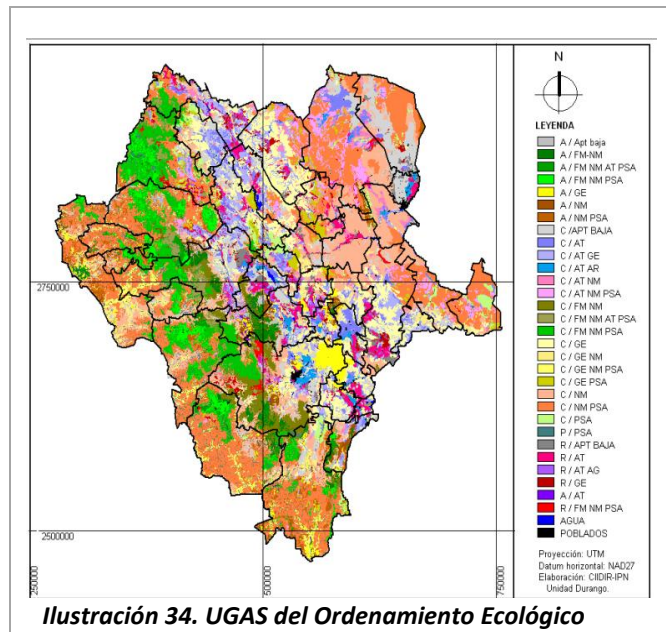 N
LEYENDA
A / Apt baja
A / FM-NM
A / FM NM AT PSA
A / FM NM PSA
A / GE
A / NM
A / NM PSA
C /APT BAJA
C / AT
C / AT GE
C / AT AR
C / AT NM
C / AT NM PSA
C / FM NM
C / FM NM AT PSA
C / FM NM PSA
C / GE
C / GE NM
C / GE NM PSA
C / GE PSA
C / NM
C / NM PSA
C / PSA
P / PSA
R / APT BAJA
R / AT
R / AT AG
R / GE
A / AT
R / FM NM PSA
AGUA
POBLADOS
Proyección: UTM
Datum horizontal: NAD27
Elaboración: CIIDIR-IPN
Unidad Durango.
2750000
2500000
250000
500000
750000
Ilustración 34. UGAS del Ordenamiento Ecológico